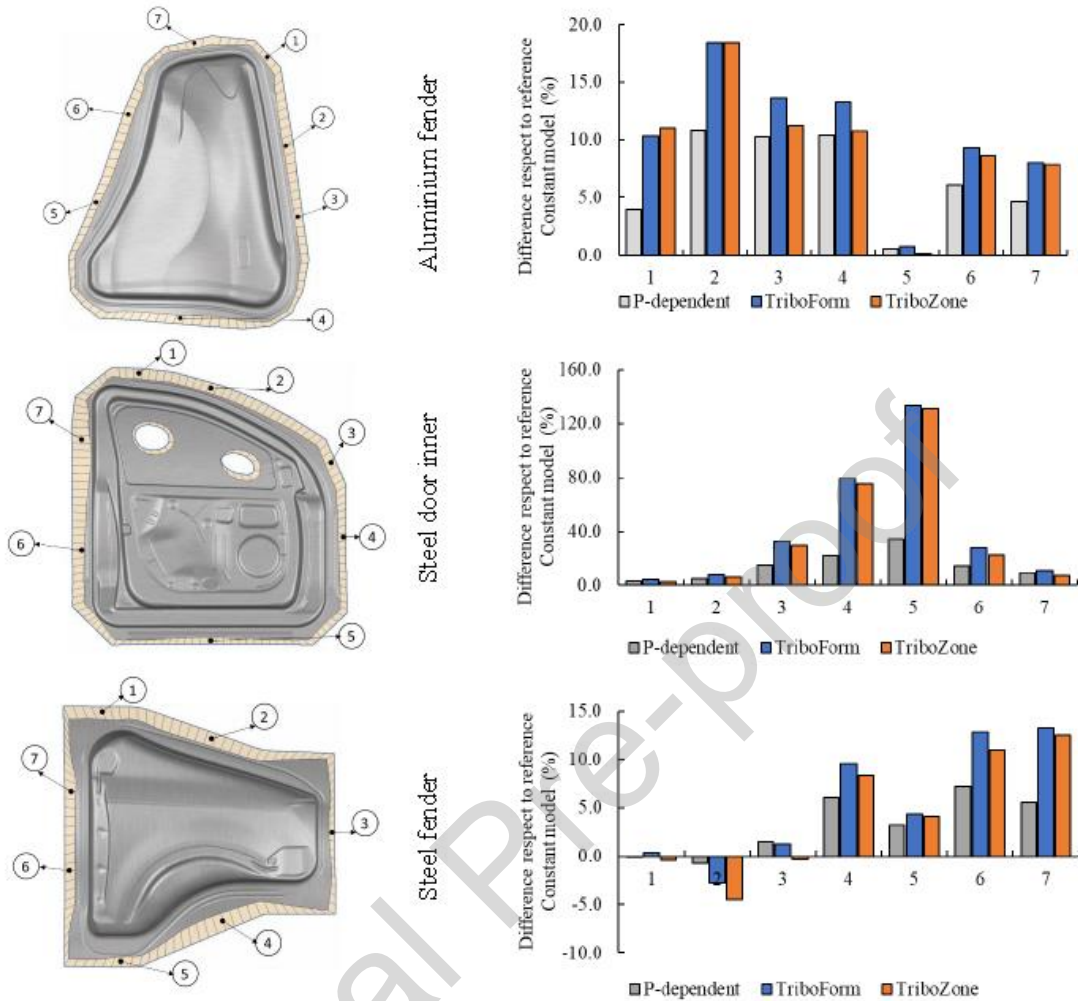 7
1
6
2
3
5
4
Aluminium fender
Difference respect to reference
Constant model (%)
20.0
15.0
10.0
5.0
0.0
1 2 3 4 5 6 7
P-dependent TriboForm TriboZone
1
2
7
3
6
4
5
Steel door inner
Difference respect to reference
Constant model (%)
160.0
120.0
80.0
40.0
0.0
1 2 3 4 5 6 7
P-dependent TriboForm TriboZone
1
2
7
3
6
4
5
Steel fender
Difference respect to reference
Constant model (%)
15.0
10.0
5.0
0.0
-5.0
-10.0
1 2 3 4 5 6 7
P-dependent TriboForm TriboZone
al Pre-proof